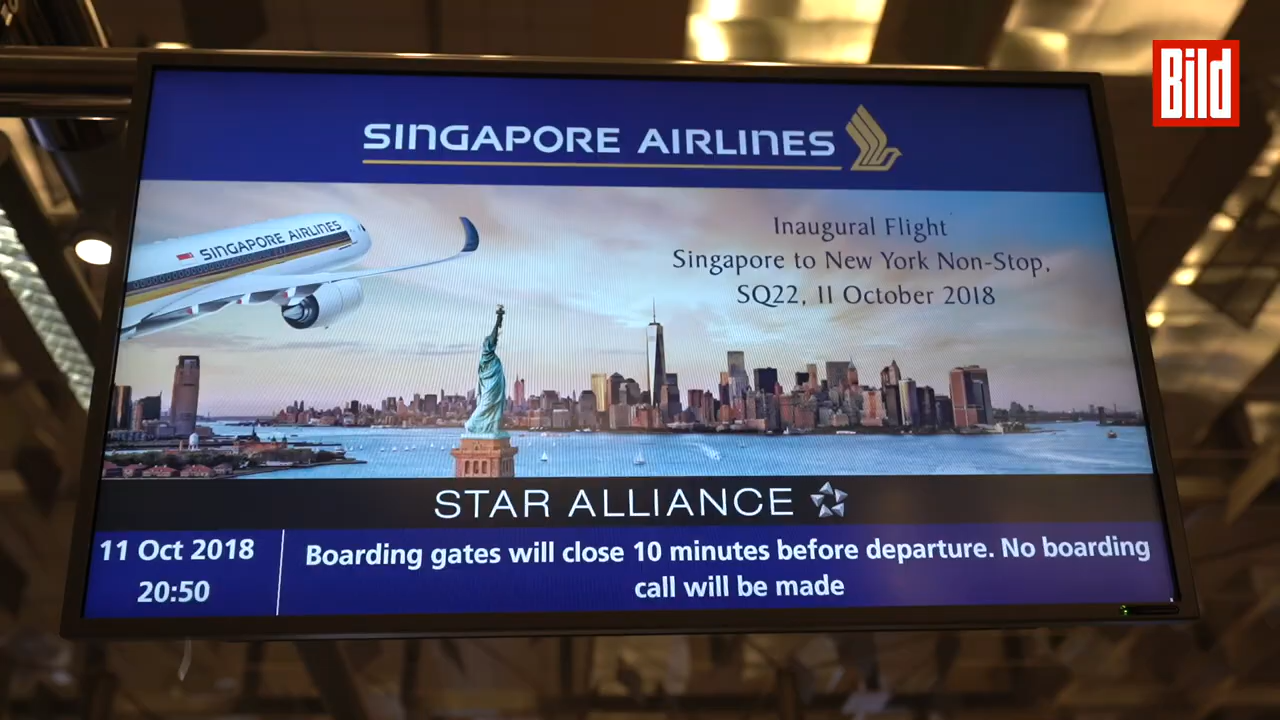 Bild
SINGAPORE AIRLINES
SINGAPORE AIRLINES
Inaugural Flight
Singapore to New York Non-Stop,
SQ22, 11 October 2018
STAR ALLIANCE
11 Oct 2018
20:50
Boarding gates will close 10 minutes before departure. No boarding
call will be made